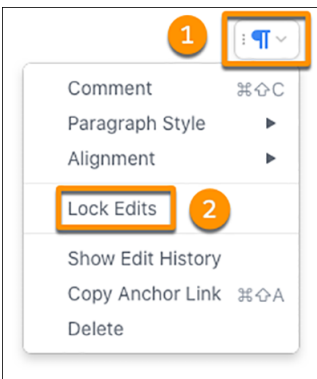 1
¶
Comment ⌘⇧C
Paragraph Style
Alignment
Lock Edits 2
Show Edit History
Copy Anchor Link ⌘⇧A
Delete